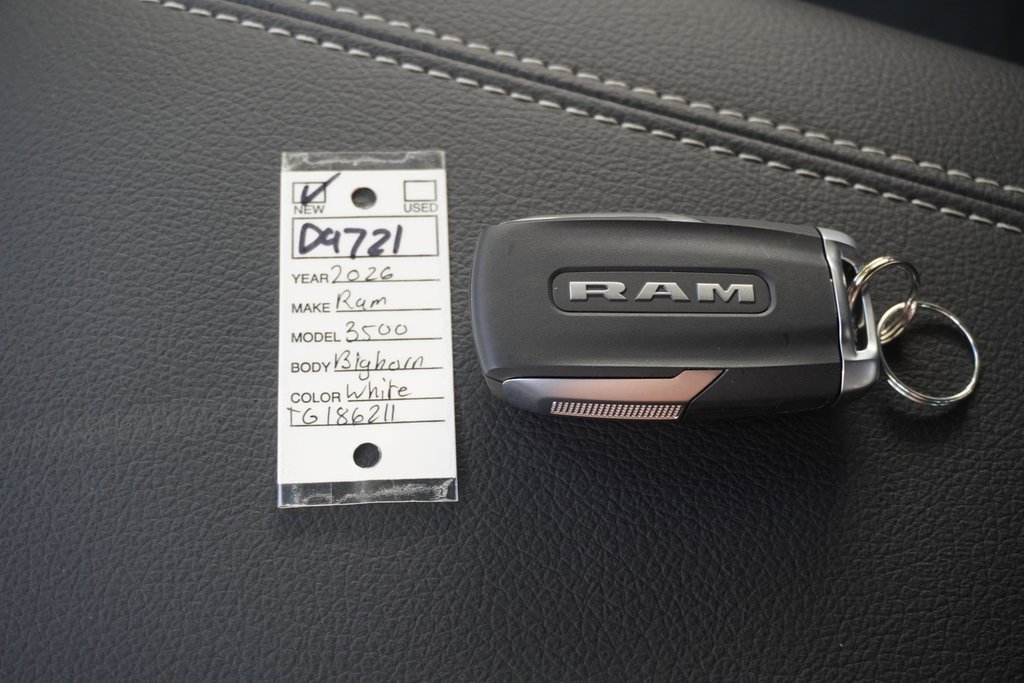 NEW USED
D9721
YEAR 2026
MAKE Ram
MODEL 3500
BODY Bighorn
COLOR White
TG186211
RAM